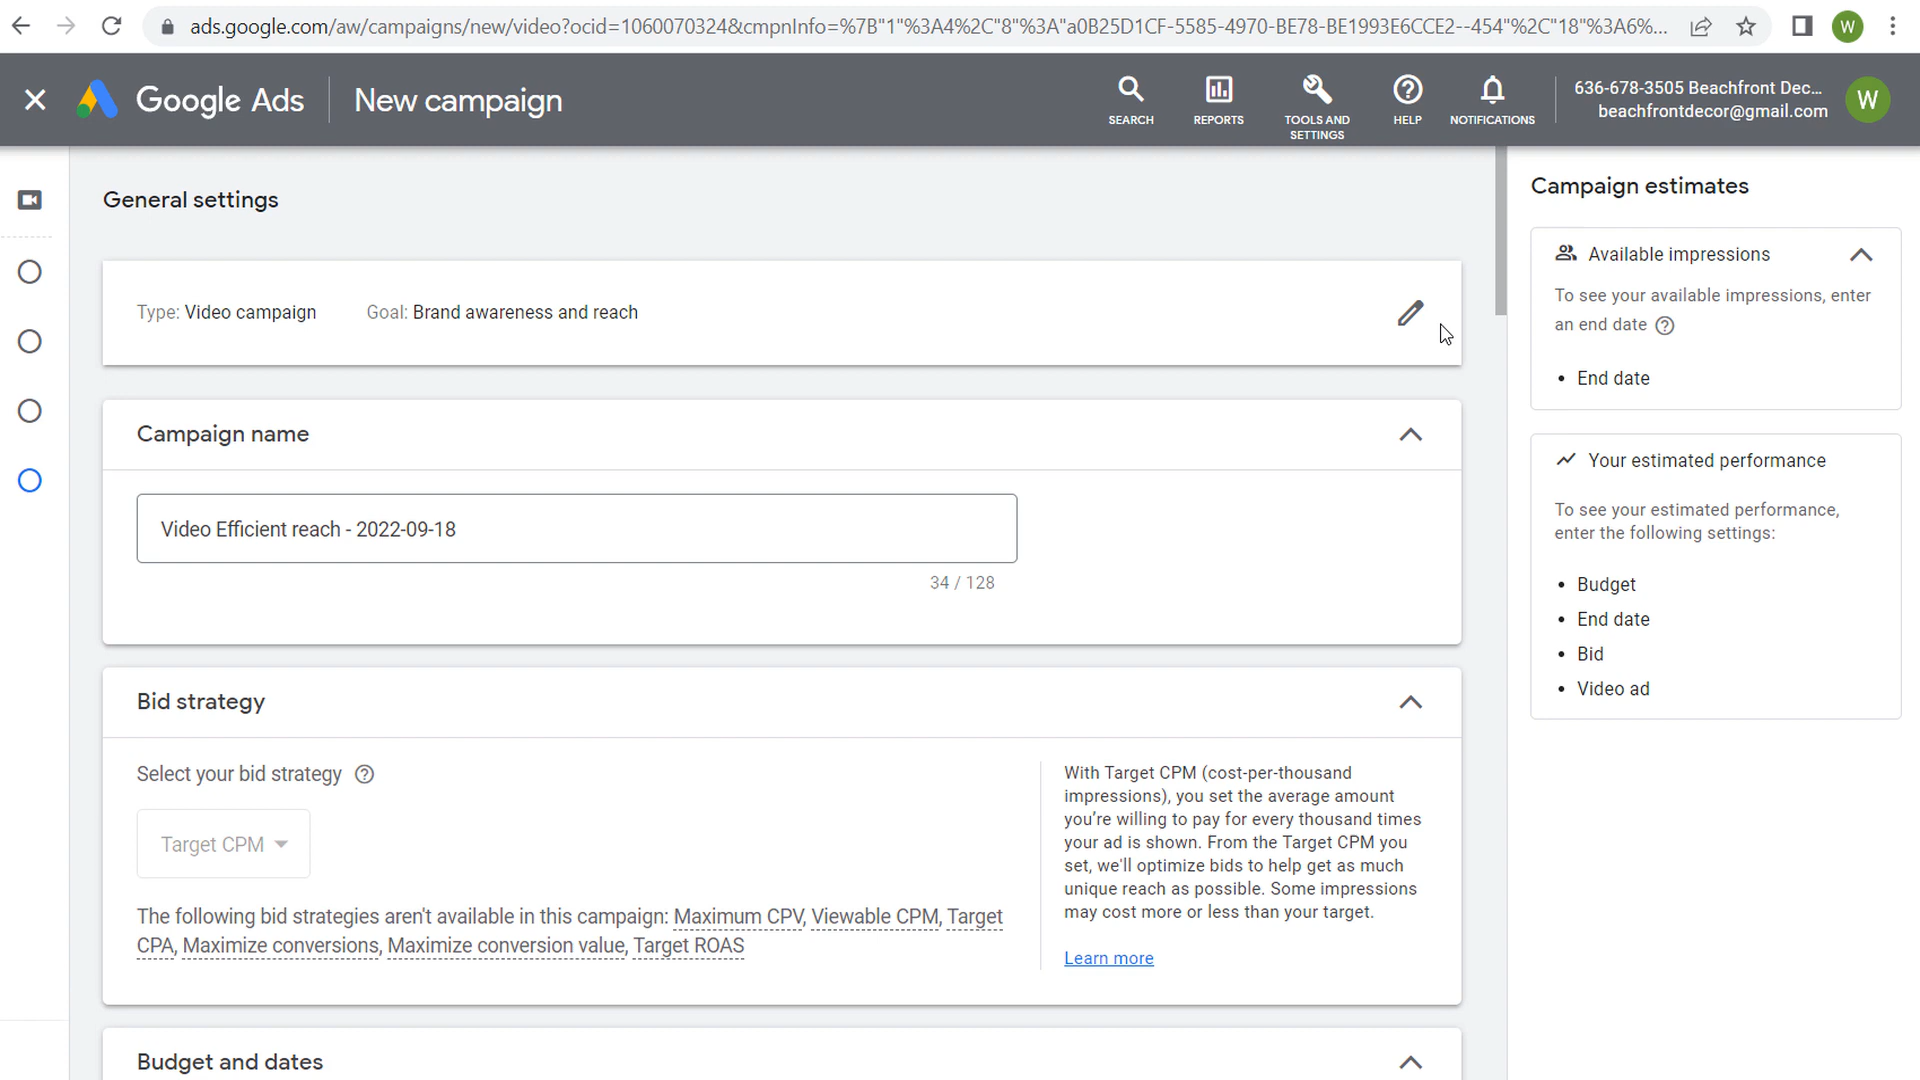 ads.google.com/aw/campaigns/new/video?ocid=1060070324&cmpnInfo=%7B"1"%3A4%2C"8"%3A"a0B25D1CF-5585-4970-BE78-BE1993E6CCE2--454"%2C"18"%3A6%...
W
Google Ads
New campaign
SEARCH
REPORTS
TOOLS AND
SETTINGS
HELP
NOTIFICATIONS
636-678-3505 Beachfront Dec...
beachfrontdecor@gmail.com
W
General settings
Type: Video campaign
Goal: Brand awareness and reach
Campaign name
Video Efficient reach - 2022-09-18
34 / 128
Bid strategy
Select your bid strategy
Target CPM
The following bid strategies aren't available in this campaign: Maximum CPV, Viewable CPM, Target
CPA, Maximize conversions, Maximize conversion value, Target ROAS
With Target CPM (cost-per-thousand
impressions), you set the average amount
you're willing to pay for every thousand times
your ad is shown. From the Target CPM you
set, we'll optimize bids to help get as much
unique reach as possible. Some impressions
may cost more or less than your target.
Learn more
Budget and dates
Campaign estimates
Available impressions
To see your available impressions, enter
an end date
• End date
Your estimated performance
To see your estimated performance,
enter the following settings:
• Budget
• End date
• Bid
• Video ad